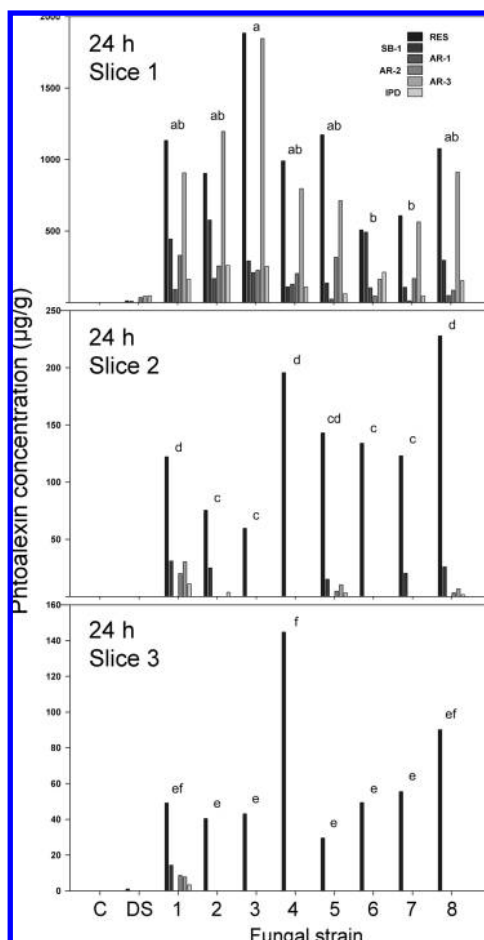 Phtoalexin concentration (µg/g)
24 h
Slice 1
RES
SB-1
AR-1
AR-2
AR-3
IPD
2000
1500
1000
500
ab
ab
a
ab
ab
b
b
ab
24 h
Slice 2
250
200
150
100
50
d
c
c
d
cd
c
c
d
24 h
Slice 3
160
140
120
100
80
60
40
20
0
ef
e
e
f
e
e
e
ef
C DS 1 2 3 4 5 6 7 8
Fungal strain